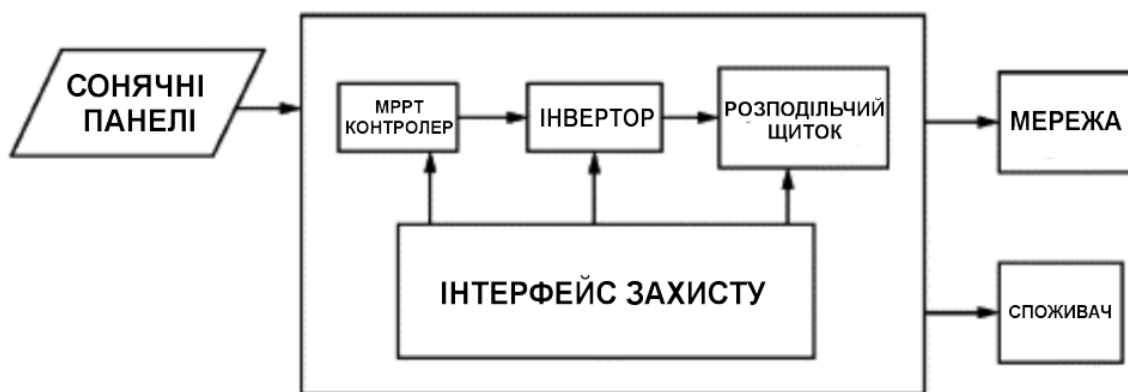 СОНЯЧНІ
ПАНЕЛІ
МРРТ
КОНТРОЛЕР
ІНВЕРТОР
РОЗПОДІЛЬЧИЙ
ЩИТОК
МЕРЕЖА
ІНТЕРФЕЙС ЗАХИСТУ
СПОЖИВАЧ